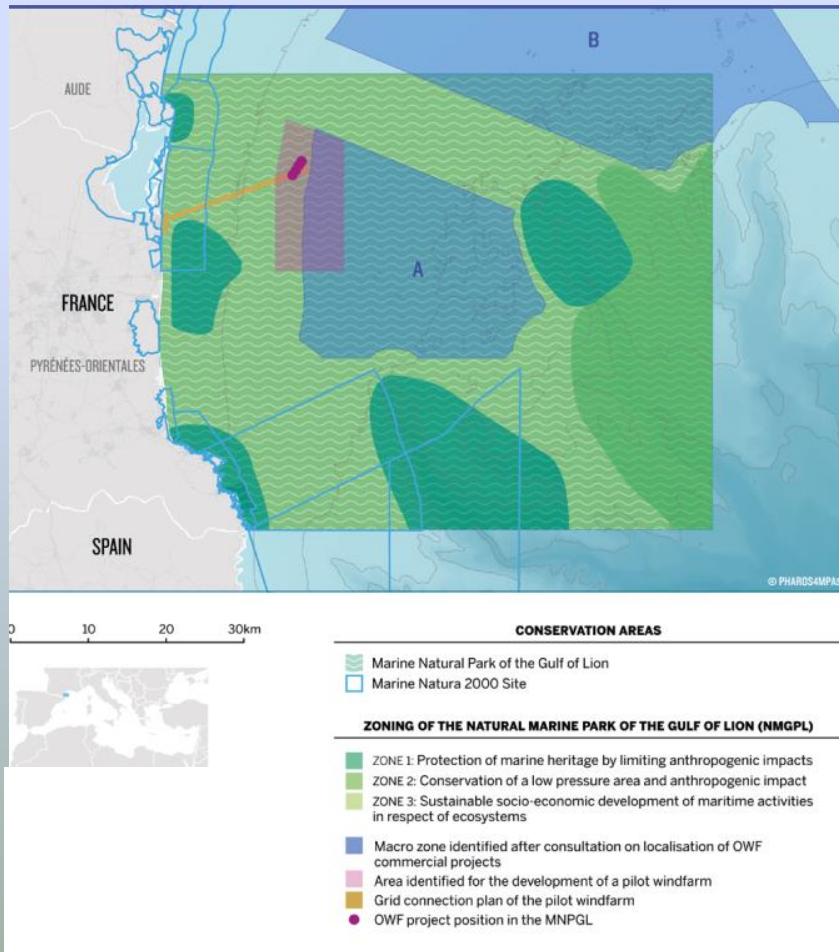 B
AUDE
A
FRANCE
PYRÉNÉES-ORIENTALES
SPAIN
© PHAROS4MPAs
0 10 20 30km
CONSERVATION AREAS
Marine Natural Park of the Gulf of Lion
Marine Natura 2000 Site
ZONING OF THE NATURAL MARINE PARK OF THE GULF OF LION (NMGPL)
ZONE 1: Protection of marine heritage by limiting anthropogenic impacts
ZONE 2: Conservation of a low pressure area and anthropogenic impact
ZONE 3: Sustainable socio-economic development of maritime activities
in respect of ecosystems
Macro zone identified after consultation on localisation of OWF
commercial projects
Area identified for the development of a pilot windfarm
Grid connection plan of the pilot windfarm
OWF project position in the MNPGL